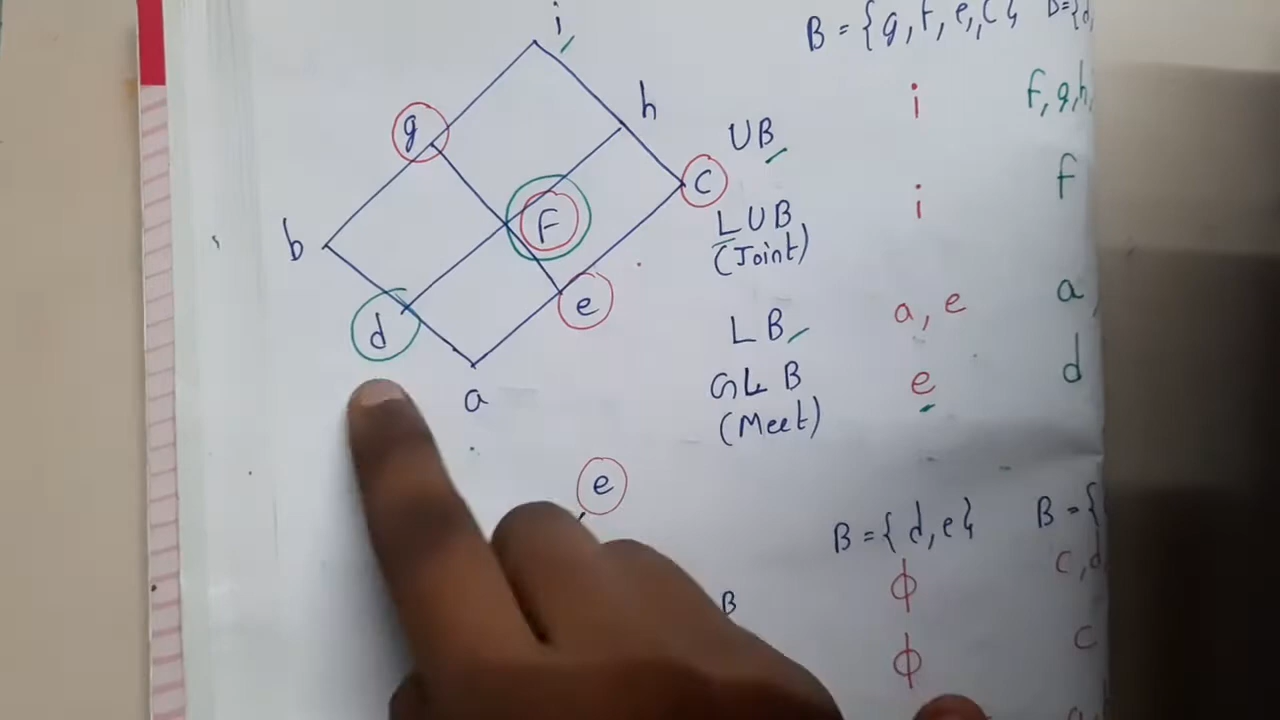 i
h
g
c
F
b
e
d
a
B = {g, f, e, c}
B = {d,
UB
i
f, g, h,
LUB
(Joint)
i
f
LB
a, e
a,
GLB
(Meet)
e
d
e
B = {d, e}
B = {
ϕ
c, d
B
ϕ
c